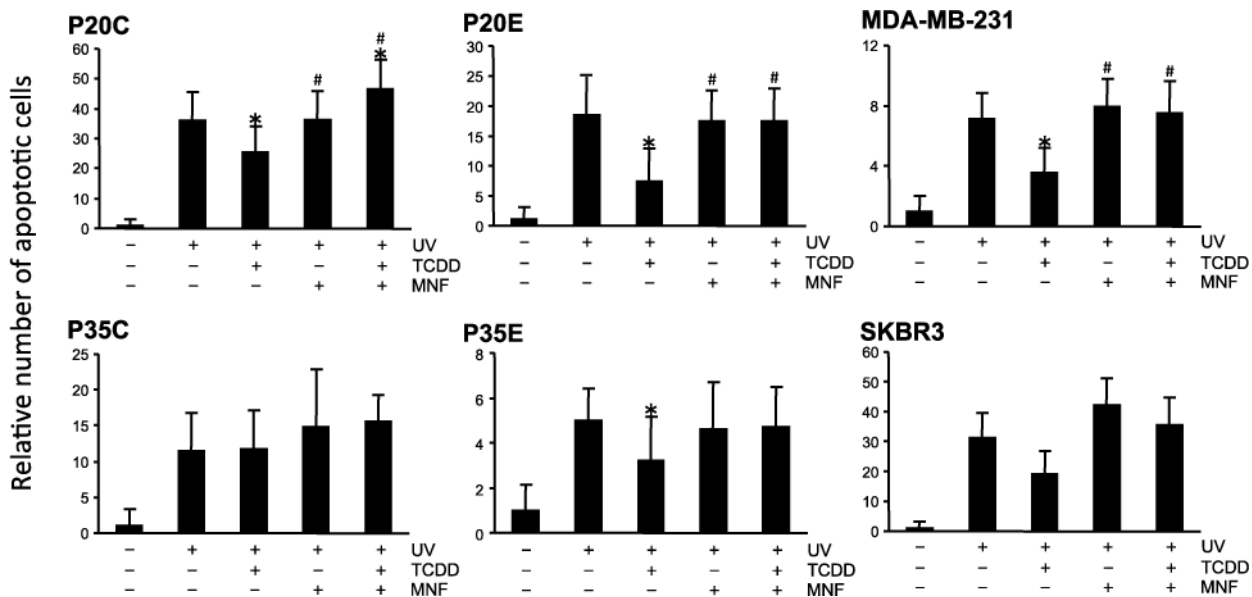 Relative number of apoptotic cells
P20C
60
50
40
30
20
10
0
*
#
#
*
– + + + + UV
– – + – + TCDD
– – – + + MNF
P20E
30
25
20
15
10
5
0
*
#
#
– + + + + UV
– – + – + TCDD
– – – + + MNF
MDA-MB-231
12
8
4
0
*
#
#
– + + + + UV
– – + – + TCDD
– – – + + MNF
P35C
25
20
15
10
5
0
– + + + + UV
– – + – + TCDD
– – – + + MNF
P35E
8
6
4
2
0
*
– + + + + UV
– – + – + TCDD
– – – + + MNF
SKBR3
60
50
40
30
20
10
0
– + + + + UV
– – + – + TCDD
– – – + + MNF